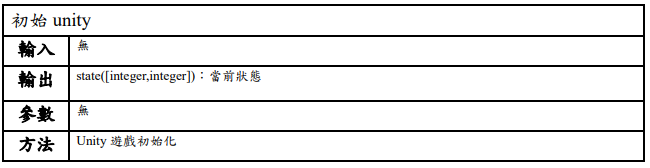 初始 unity
輸入 無
輸出 state([integer,integer])：當前狀態
參數 無
方法 Unity 遊戲初始化